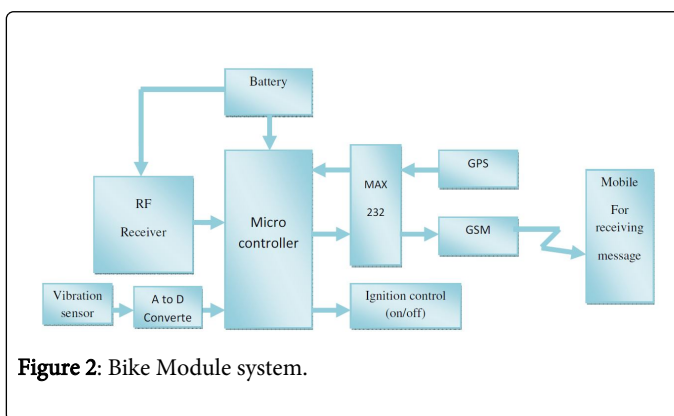 Battery
RF
Receiver
Micro
controller
MAX
232
GPS
GSM
Mobile
For
receiving
message
Vibration
sensor
A to D
Converte
Ignition control
(on/off)
Figure 2: Bike Module system.